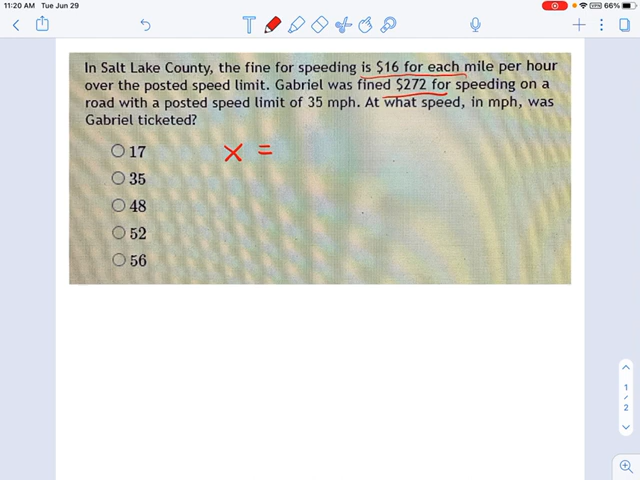 11:20 AM Tue Jun 29
66%
T
In Salt Lake County, the fine for speeding is $16 for each mile per hour
over the posted speed limit. Gabriel was fined $272 for speeding on a
road with a posted speed limit of 35 mph. At what speed, in mph, was
Gabriel ticketed?
17
x =
35
48
52
56
1
/
2